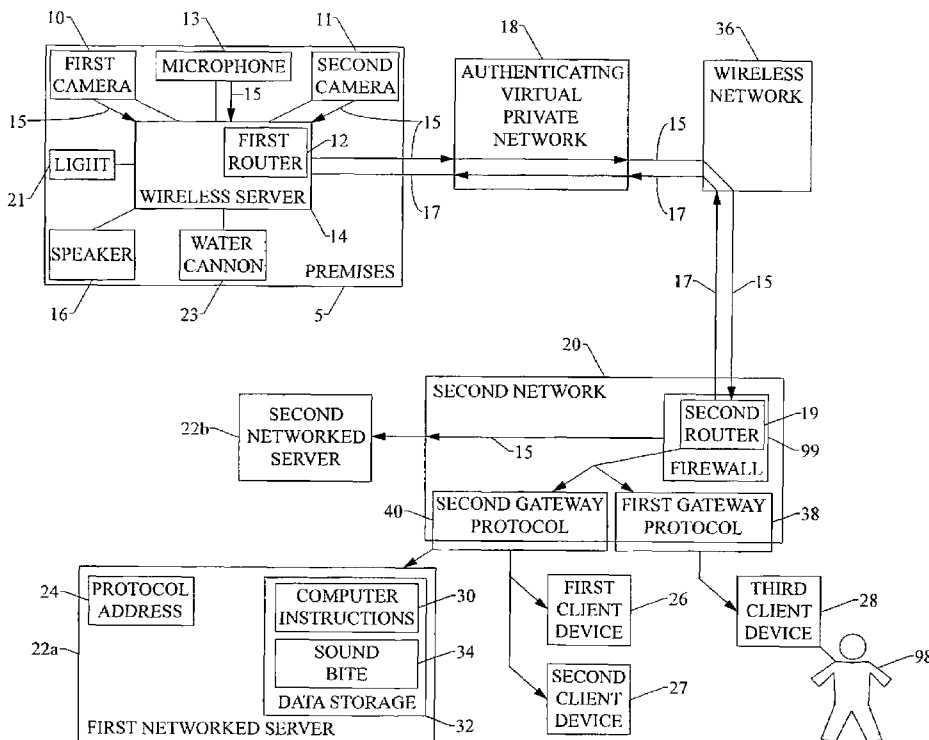 10
13
11
18
36
FIRST
CAMERA
MICROPHONE
SECOND
CAMERA
AUTHENTICATING
VIRTUAL
PRIVATE
NETWORK
WIRELESS
NETWORK
15
15
15
15
FIRST
ROUTER
12
LIGHT
21
WIRELESS SERVER
17
17
17
14
SPEAKER
WATER
CANNON
PREMISES
16
23
5
17
15
20
SECOND NETWORK
SECOND
NETWORKED
SERVER
22b
SECOND
ROUTER
19
99
FIREWALL
15
40
SECOND GATEWAY
PROTOCOL
FIRST GATEWAY
PROTOCOL
38
24
PROTOCOL
ADDRESS
COMPUTER
INSTRUCTIONS
30
FIRST
CLIENT
DEVICE
26
THIRD
CLIENT
DEVICE
28
22a
SOUND
BITE
34
98
DATA STORAGE
32
SECOND
CLIENT
DEVICE
27
FIRST NETWORKED SERVER